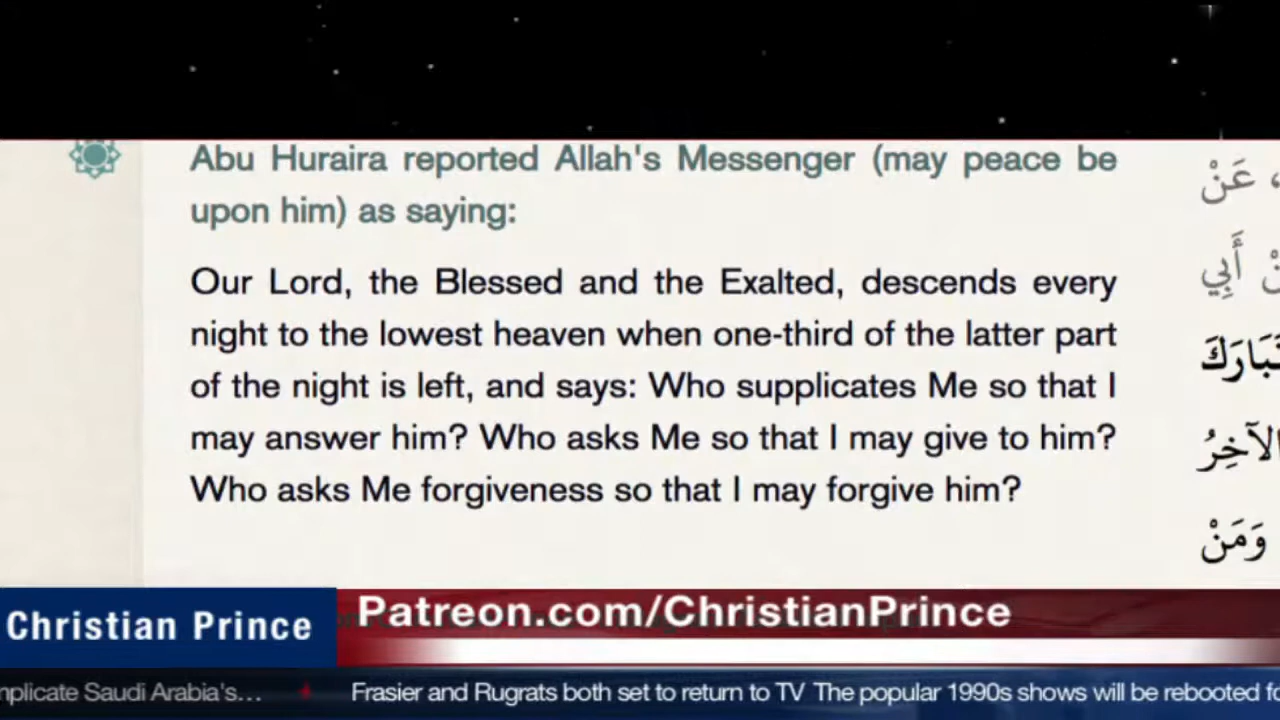 Abu Huraira reported Allah's Messenger (may peace be
upon him) as saying:
Our Lord, the Blessed and the Exalted, descends every
night to the lowest heaven when one-third of the latter part
of the night is left, and says: Who supplicates Me so that I
may answer him? Who asks Me so that I may give to him?
Who asks Me forgiveness so that I may forgive him?
، عَنْ
أَبِي
الآخِرُ
وَمَنْ
Christian Prince
Patreon.com/ChristianPrince
Saudi Arabia's...
Frasier and Rugrats both set to return to TV The popular 1990s shows will be rebooted